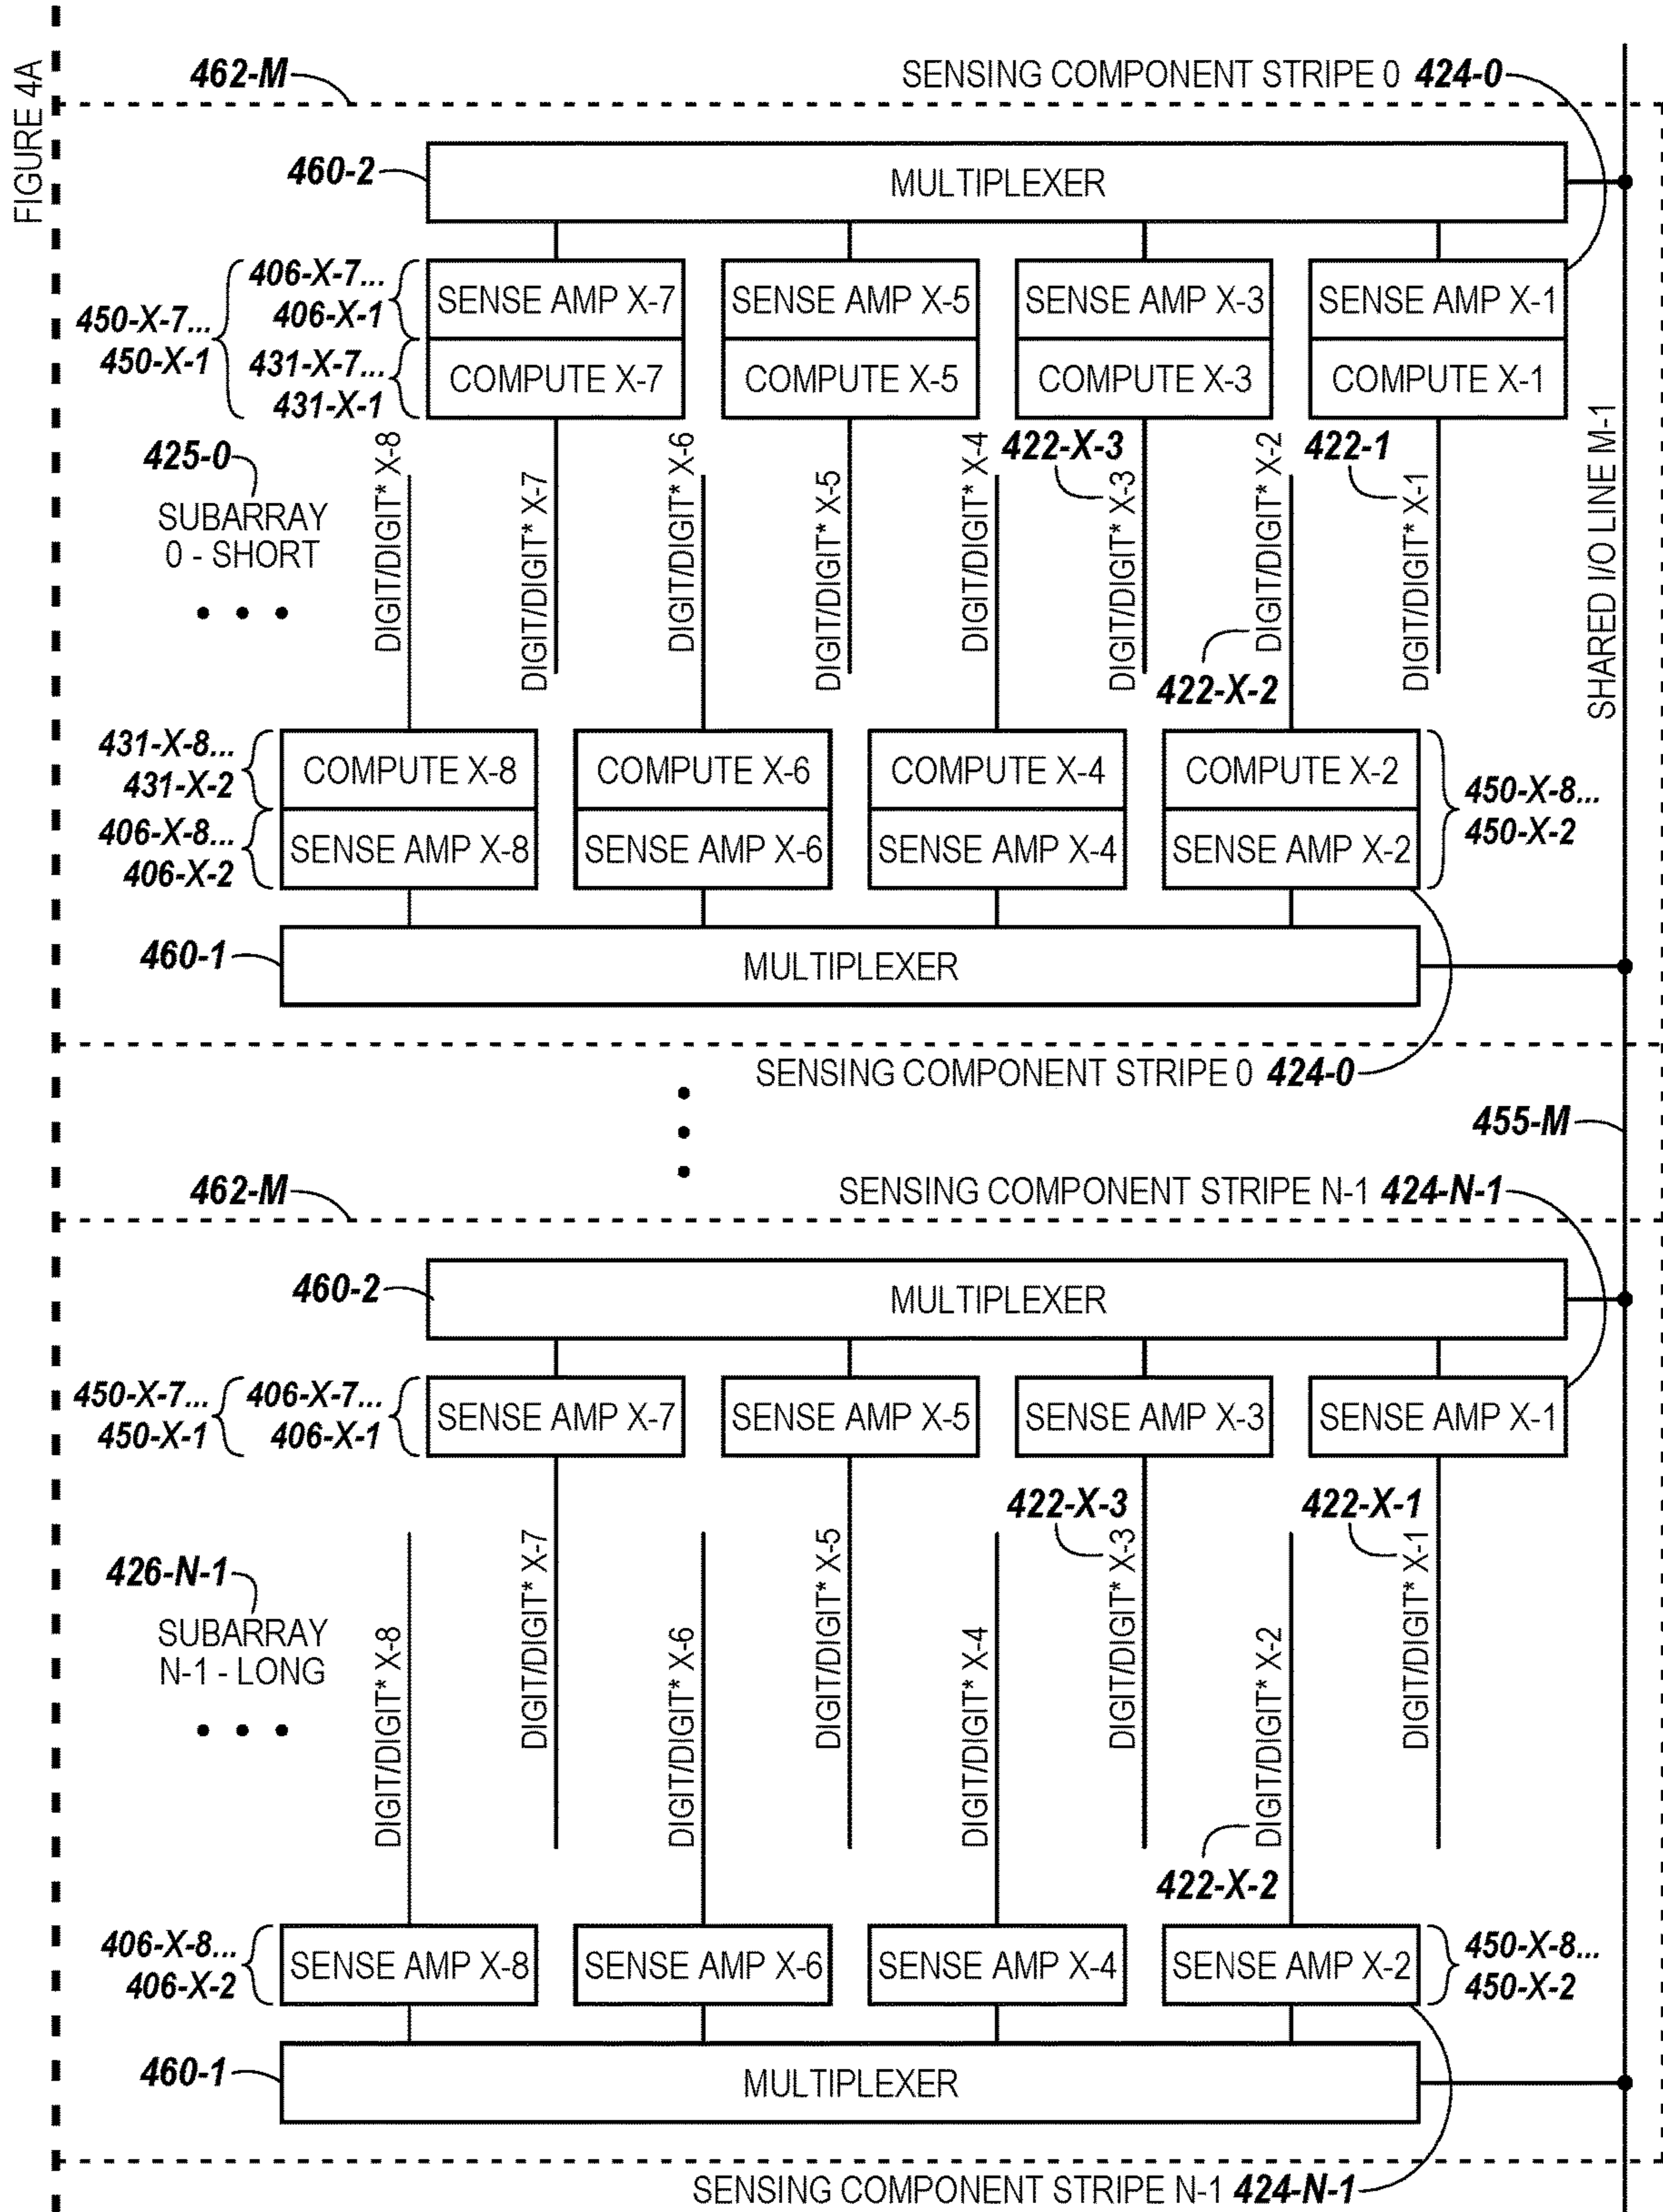 FIGURE 4A
462-M
SENSING COMPONENT STRIPE 0 424-0
460-2
MULTIPLEXER
450-X-7...
450-X-1
406-X-7...
406-X-1
431-X-7...
431-X-1
SENSE AMP X-7
SENSE AMP X-5
SENSE AMP X-3
SENSE AMP X-1
COMPUTE X-7
COMPUTE X-5
COMPUTE X-3
COMPUTE X-1
425-0
SUBARRAY
0 - SHORT
DIGIT/DIGIT* X-8
DIGIT/DIGIT* X-7
DIGIT/DIGIT* X-6
DIGIT/DIGIT* X-5
DIGIT/DIGIT* X-4
422-X-3
DIGIT/DIGIT* X-3
DIGIT/DIGIT* X-2
422-X-2
422-1
DIGIT/DIGIT* X-1
SHARED I/O LINE M-1
431-X-8...
431-X-2
406-X-8...
406-X-2
COMPUTE X-8
COMPUTE X-6
COMPUTE X-4
COMPUTE X-2
SENSE AMP X-8
SENSE AMP X-6
SENSE AMP X-4
SENSE AMP X-2
450-X-8...
450-X-2
460-1
MULTIPLEXER
SENSING COMPONENT STRIPE 0 424-0
455-M
462-M
SENSING COMPONENT STRIPE N-1 424-N-1
460-2
MULTIPLEXER
450-X-7...
450-X-1
406-X-7...
406-X-1
SENSE AMP X-7
SENSE AMP X-5
SENSE AMP X-3
SENSE AMP X-1
426-N-1
SUBARRAY
N-1 - LONG
DIGIT/DIGIT* X-8
DIGIT/DIGIT* X-7
DIGIT/DIGIT* X-6
DIGIT/DIGIT* X-5
DIGIT/DIGIT* X-4
422-X-3
DIGIT/DIGIT* X-3
DIGIT/DIGIT* X-2
422-X-2
422-X-1
DIGIT/DIGIT* X-1
406-X-8...
406-X-2
SENSE AMP X-8
SENSE AMP X-6
SENSE AMP X-4
SENSE AMP X-2
450-X-8...
450-X-2
460-1
MULTIPLEXER
SENSING COMPONENT STRIPE N-1 424-N-1